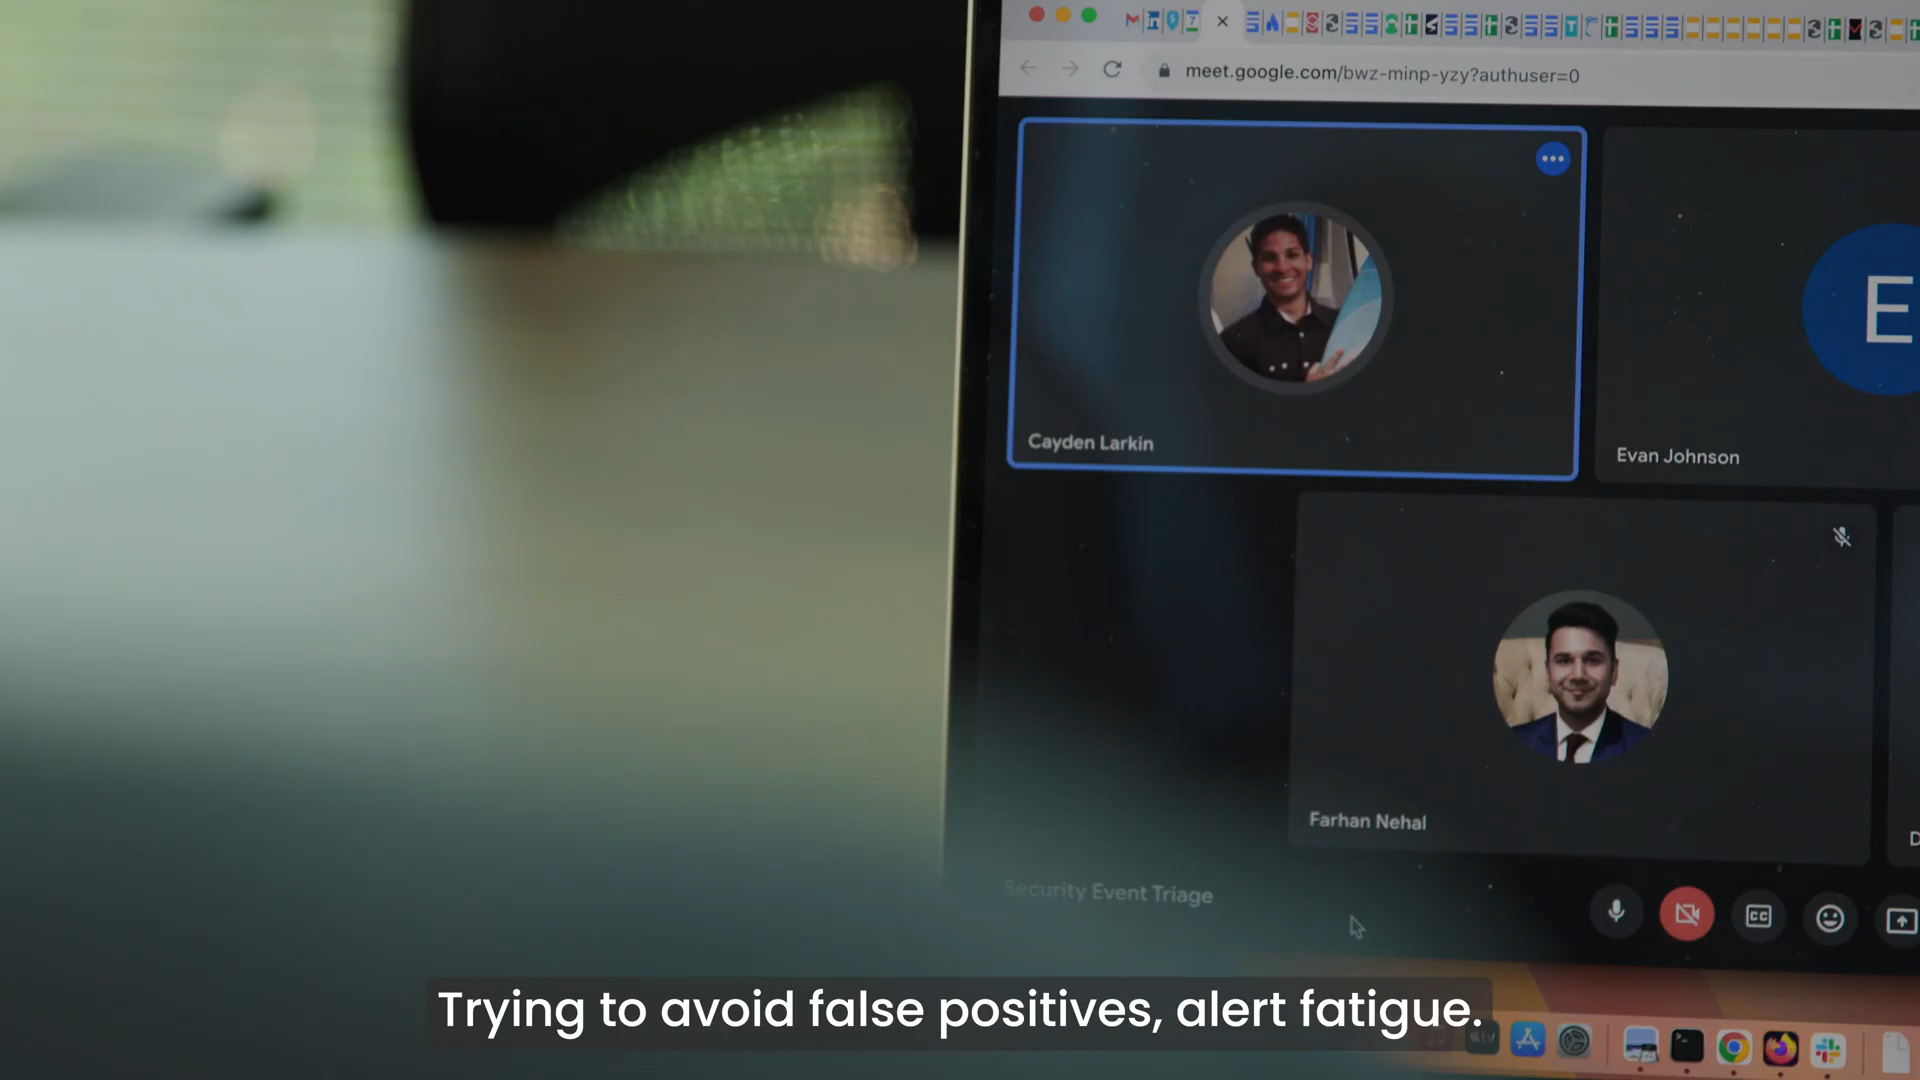 meet.google.com/bwz-minp-yzy?authuser=0
E
Cayden Larkin
Evan Johnson
Farhan Nehal
D
Security Event Triage
CC
Trying to avoid false positives, alert fatigue.